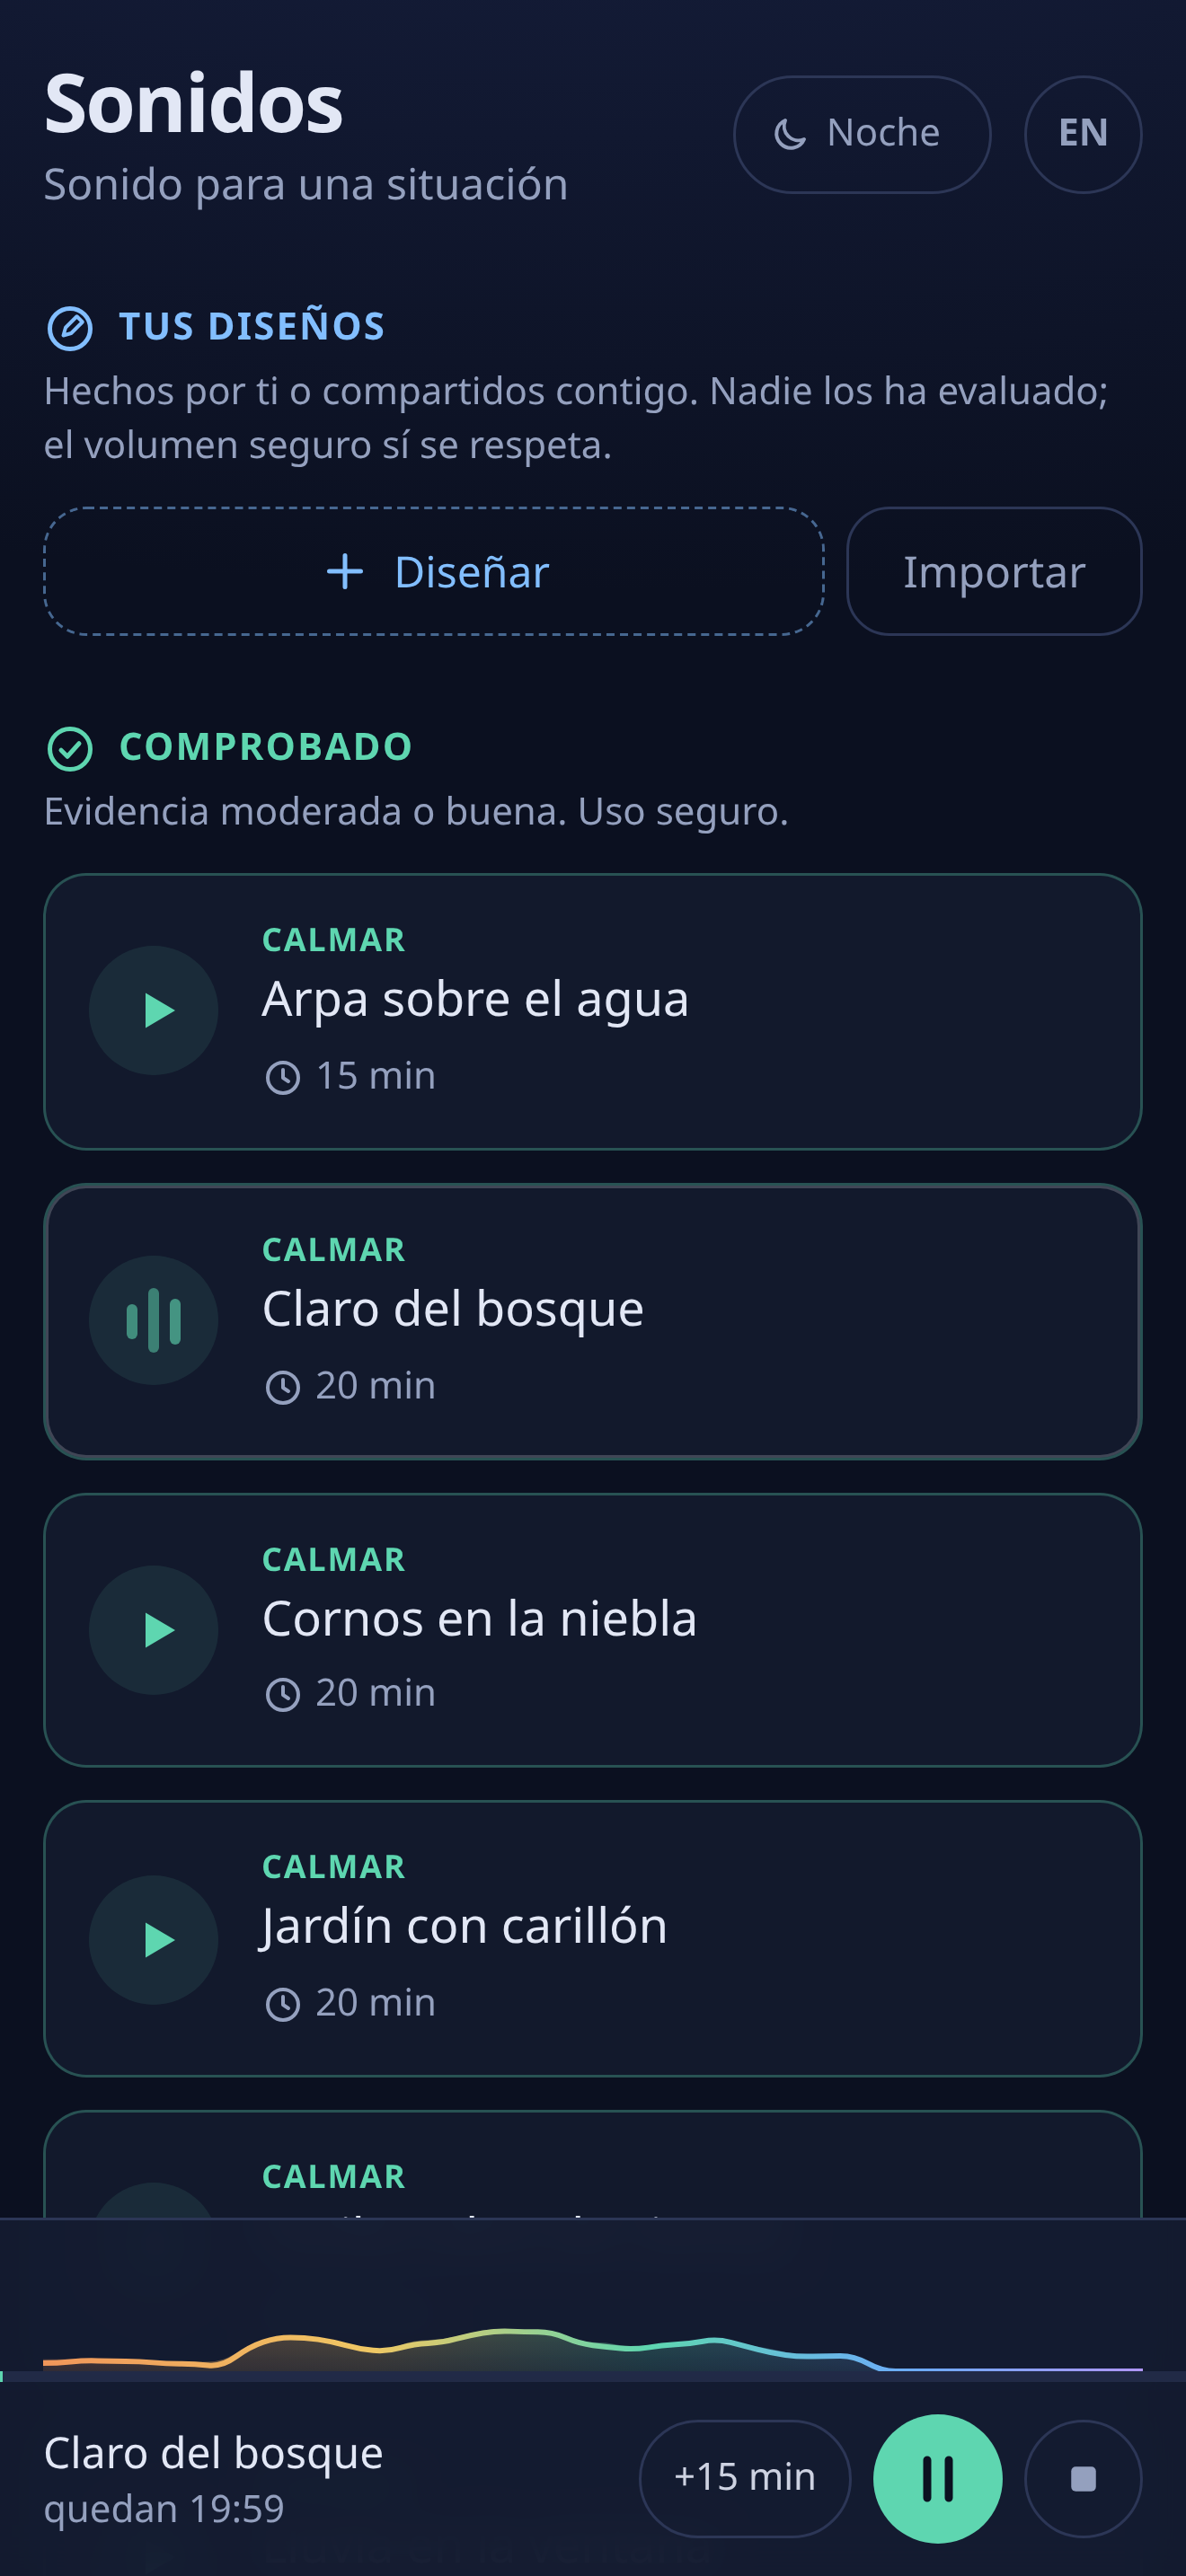 Sonidos
Sonido para una situación
Noche
EN
TUS DISEÑOS
Hechos por ti o compartidos contigo. Nadie los ha evaluado;
el volumen seguro sí se respeta.
Diseñar
Importar
COMPROBADO
Evidencia moderada o buena. Uso seguro.
CALMAR
Arpa sobre el agua
15 min
CALMAR
Claro del bosque
20 min
CALMAR
Cornos en la niebla
20 min
CALMAR
Jardín con carillón
20 min
CALMAR
Claro del bosque
quedan 19:59
+15 min